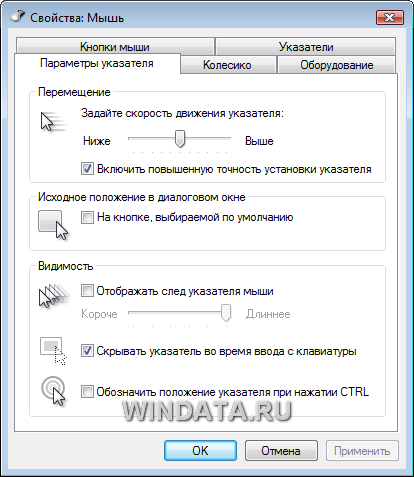 Свойства: Мышь
Кнопки мыши
Указатели
Параметры указателя
Колесико
Оборудование
Перемещение
Задайте скорость движения указателя:
Ниже
Выше
Включить повышенную точность установки указателя
Исходное положение в диалоговом окне
На кнопке, выбираемой по умолчанию
Видимость
Отображать след указателя мыши
Короче
Длиннее
Скрывать указатель во время ввода с клавиатуры
Обозначить положение указателя при нажатии CTRL
WINDATA.RU
OK
Отмена
Применить